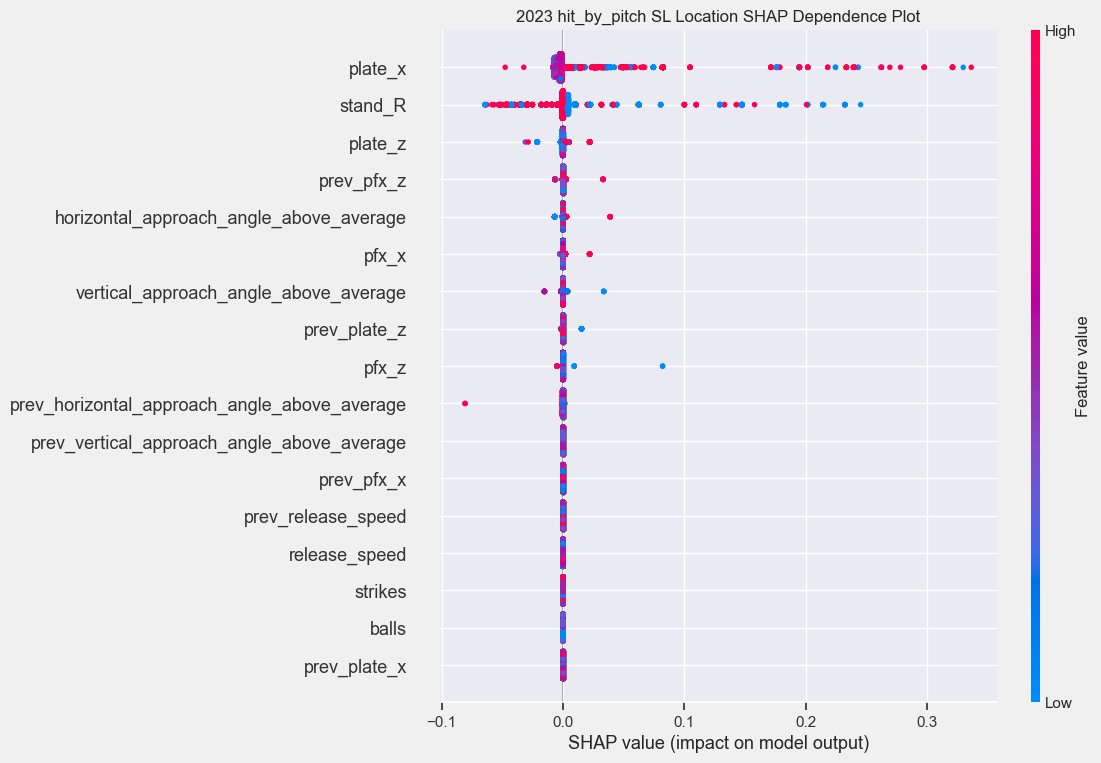 2023 hit_by_pitch SL Location SHAP Dependence Plot
High
plate_x
stand_R
plate_z
prev_pfx_z
horizontal_approach_angle_above_average
pfx_x
vertical_approach_angle_above_average
prev_plate_z
pfx_z
prev_horizontal_approach_angle_above_average
prev_vertical_approach_angle_above_average
prev_pfx_x
prev_release_speed
release_speed
strikes
balls
prev_plate_x
Feature value
Low
−0.1 0.0 0.1 0.2 0.3
SHAP value (impact on model output)